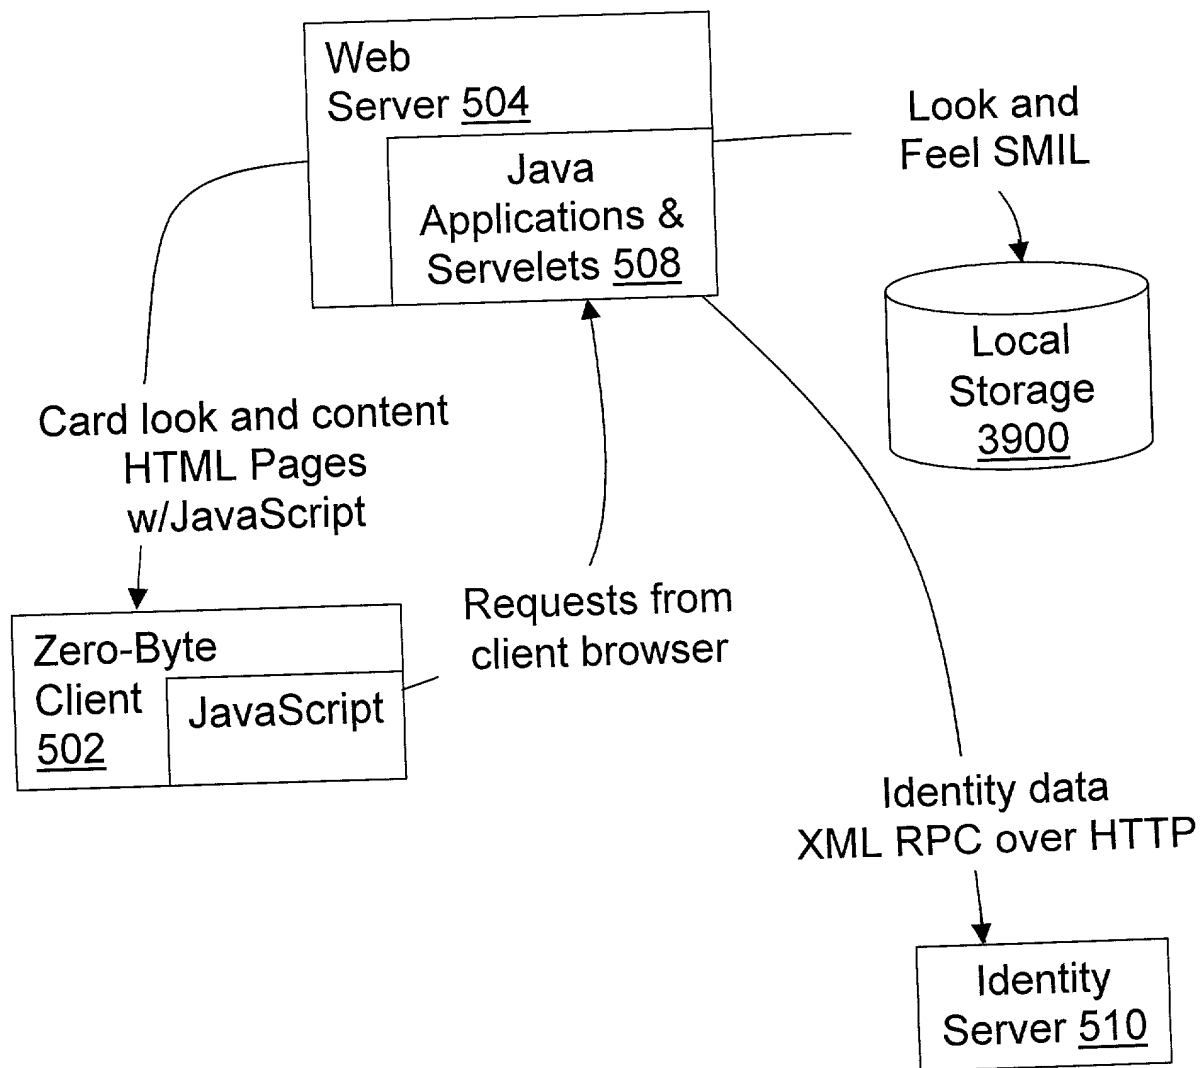 Web
Server 504
Java
Applications &
Servelets 508
Look and
Feel SMIL
Local
Storage
3900
Card look and content
HTML Pages
w/JavaScript
Requests from
client browser
Zero-Byte
Client
502
JavaScript
Identity data
XML RPC over HTTP
Identity
Server 510